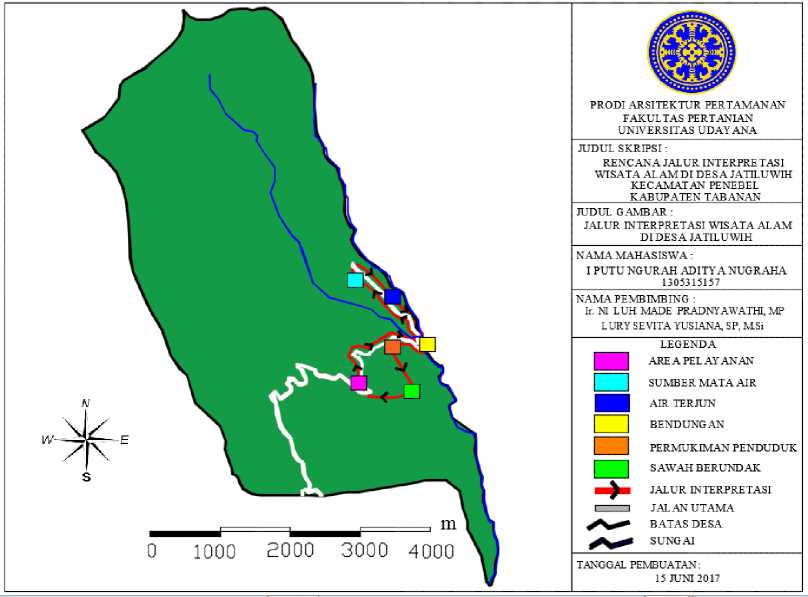 PRODI ARSITEKTUR PERTAMANAN
FAKULTAS PERTANIAN
UNIVERSITAS UDAYANA
JUDUL SKRIPSI :
RENCANA JALUR INTERPRETASI
WISATA ALAM DI DESA JATILUWIH
KECAMATAN PENEBEL
KABUPATEN TABANAN
JUDUL GAMBAR :
JALUR INTERPRETASI WISATA ALAM
DI DESA JATILUWIH
NAMA MAHASISWA :
I PUTU NGURAH ADITYA NUGRAHA
1305315157
NAMA PEMBIMBING :
Ir. NI LUH MADE PRADNYAWATHI, MP
LURY SEVITA YUSIANA, SP, M.Si
LEGENDA
AREA PELAYANAN
SUMBER MATA AIR
AIR TERJUN
BENDUNGAN
PERMUKIMAN PENDUDUK
SAWAH BERUNDAK
JALUR INTERPRETASI
JALAN UTAMA
BATAS DESA
SUNGAI
TANGGAL PEMBUATAN:
15 JUNI 2017
N
W E
S
m
0 1000 2000 3000 4000